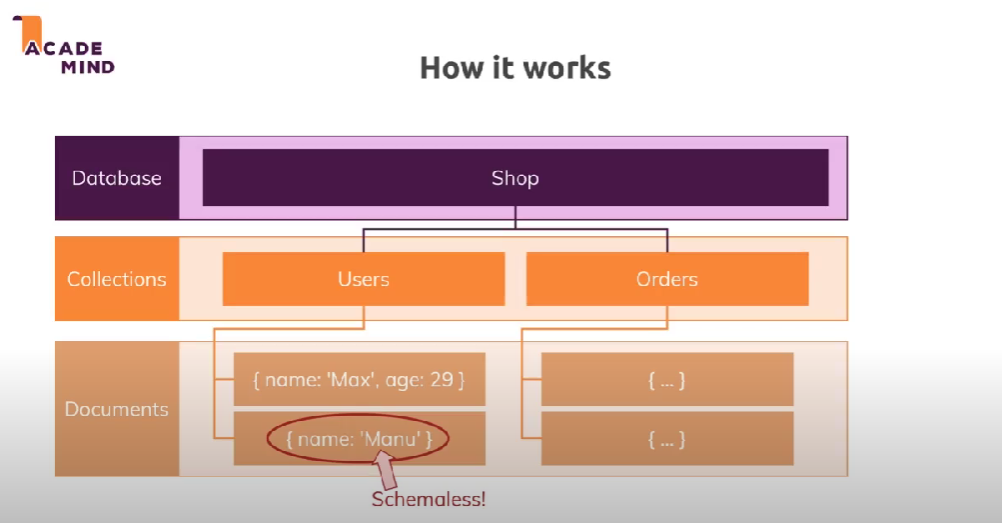 ACADE
MIND
How it works
Database
Shop
Collections
Users
Orders
Documents
{ name: 'Max', age: 29 }
{ ... }
{ name: 'Manu' }
{ ... }
Schemaless!